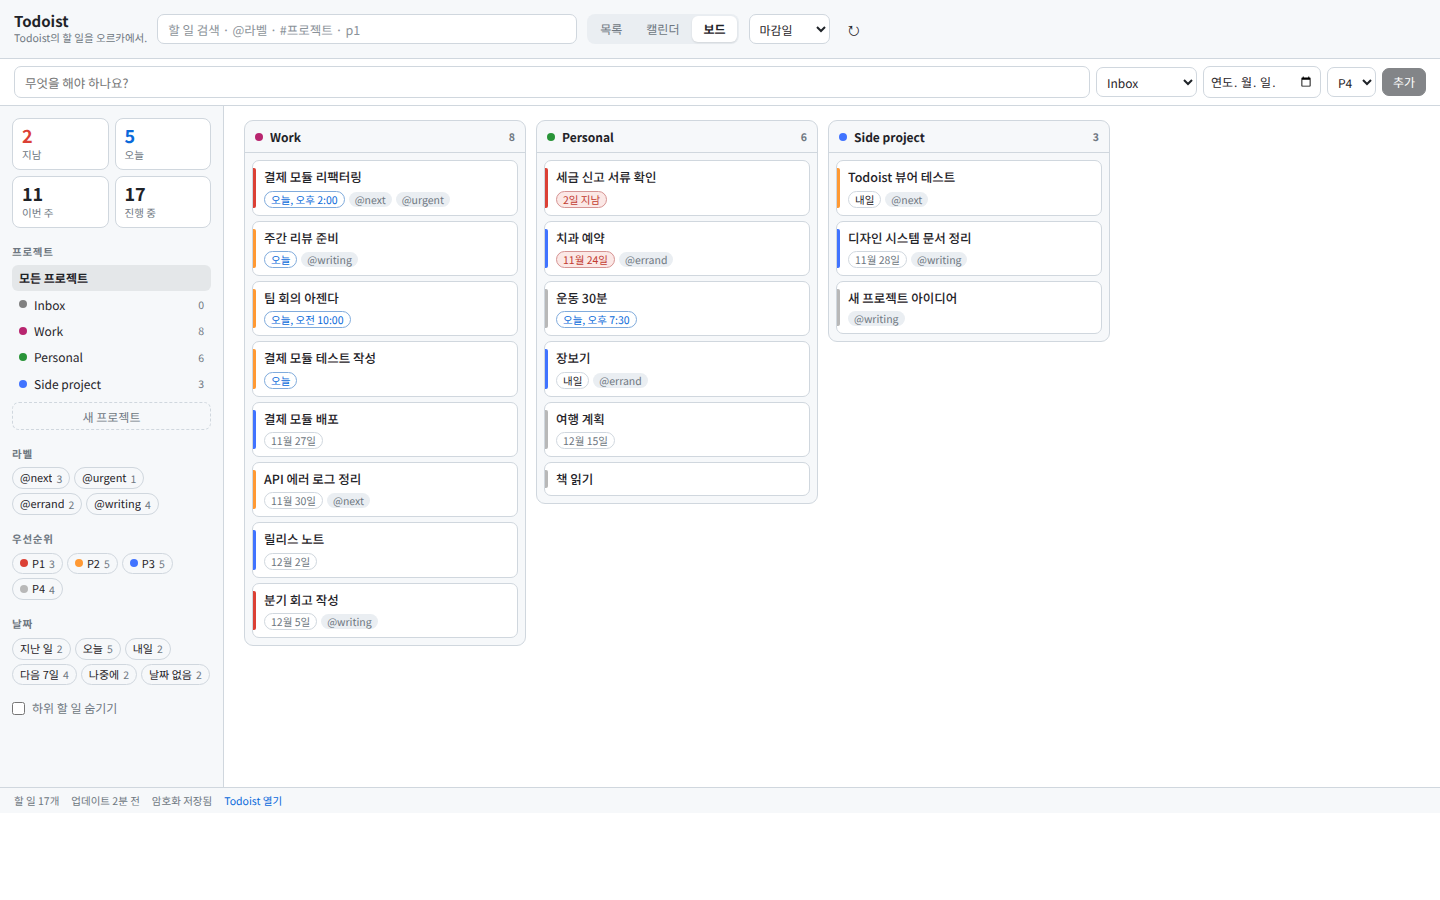 Todoist
Todoist의 할 일을 오르카에서.
할 일 검색 · @라벨 · #프로젝트 · p1
목록 캘린더 보드
마감일
↻
무엇을 해야 하나요?
Inbox
연도. 월. 일.
P4
추가
2
지남
5
오늘
11
이번 주
17
진행 중
프로젝트
모든 프로젝트
Inbox 0
Work 8
Personal 6
Side project 3
새 프로젝트
라벨
@next 3 @urgent 1
@errand 2 @writing 4
우선순위
P1 3 P2 5 P3 5
P4 4
날짜
지난 일 2 오늘 5 내일 2
다음 7일 4 나중에 2 날짜 없음 2
하위 할 일 숨기기
Work 8
결제 모듈 리팩터링
오늘, 오후 2:00 @next @urgent
주간 리뷰 준비
오늘 @writing
팀 회의 아젠다
오늘, 오전 10:00
결제 모듈 테스트 작성
오늘
결제 모듈 배포
11월 27일
API 에러 로그 정리
11월 30일 @next
릴리스 노트
12월 2일
분기 회고 작성
12월 5일 @writing
Personal 6
세금 신고 서류 확인
2일 지남
치과 예약
11월 24일 @errand
운동 30분
오늘, 오후 7:30
장보기
내일 @errand
여행 계획
12월 15일
책 읽기
Side project 3
Todoist 뷰어 테스트
내일 @next
디자인 시스템 문서 정리
11월 28일 @writing
새 프로젝트 아이디어
@writing
할 일 17개 업데이트 2분 전 암호화 저장됨 Todoist 열기